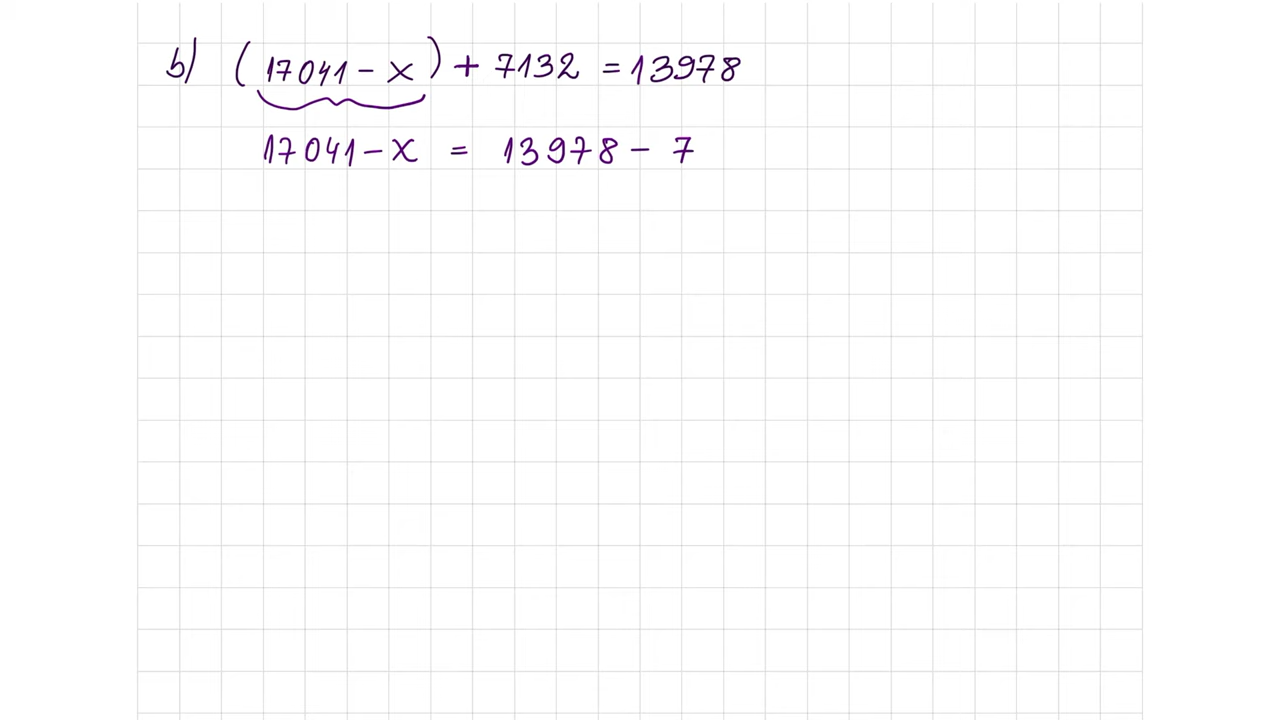 b) (17041 - x) + 7132 = 13978
17041 - x = 13978 - 7